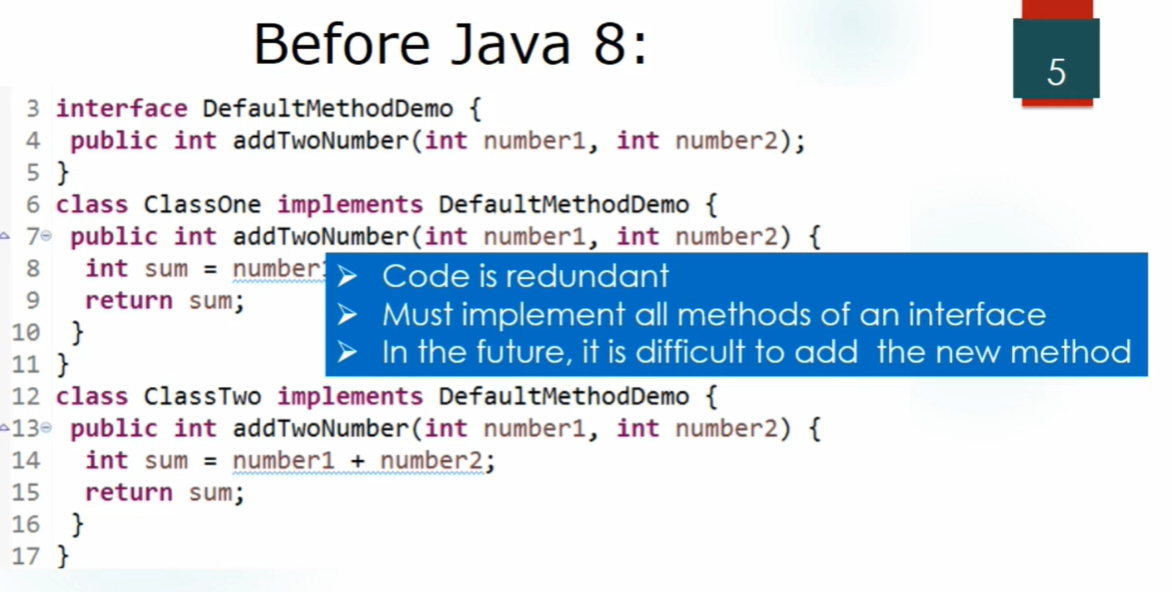 Before Java 8:
5
3 interface DefaultMethodDemo {
4 public int addTwoNumber(int number1, int number2);
5 }
6 class ClassOne implements DefaultMethodDemo {
7 public int addTwoNumber(int number1, int number2) {
8 int sum = number
9 return sum;
10 }
11 }
➢ Code is redundant
➢ Must implement all methods of an interface
➢ In the future, it is difficult to add the new method
12 class ClassTwo implements DefaultMethodDemo {
13 public int addTwoNumber(int number1, int number2) {
14 int sum = number1 + number2;
15 return sum;
16 }
17 }